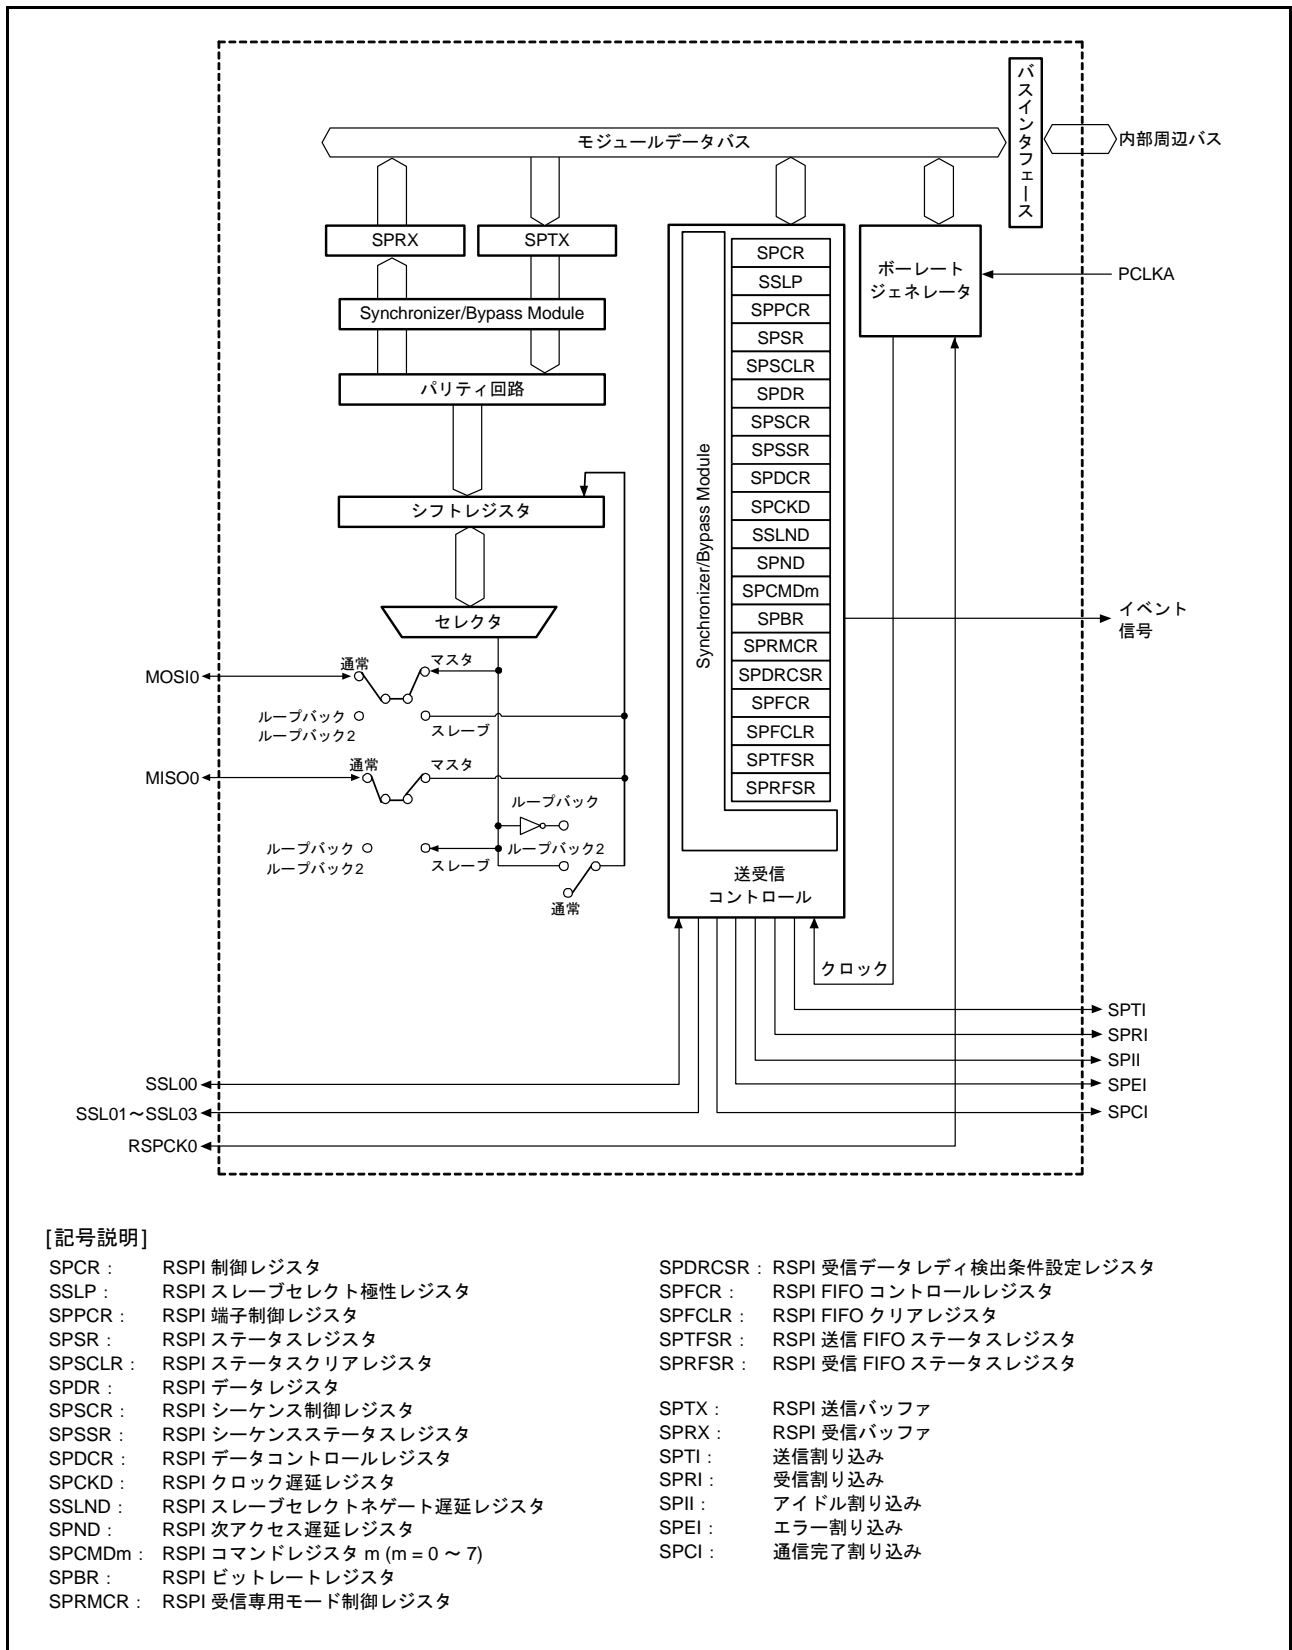 バスインタフェース
モジュールデータバス
内部周辺バス
SPRX
SPTX
Synchronizer/Bypass Module
パリティ回路
シフトレジスタ
セレクタ
MOSI0
通常
マスタ
ループバック
ループバック2
スレーブ
MISO0
通常
マスタ
ループバック
ループバック2
スレーブ
ループバック
ループバック2
通常
Synchronizer/Bypass Module
SPCR
SSLP
SPPCR
SPSR
SPSCLR
SPDR
SPSCR
SPSSR
SPDCR
SPCKD
SSLND
SPND
SPCMDm
SPBR
SPRMCR
SPDRCSR
SPFCR
SPFCLR
SPTFSR
SPRFSR
送受信
コントロール
ボーレート
ジェネレータ
PCLKA
イベント
信号
クロック
SPTI
SPRI
SPII
SPEI
SPCI
SSL00
SSL01～SSL03
RSPCK0
[記号説明]
SPCR : RSPI 制御レジスタ
SSLP : RSPI スレーブセレクト極性レジスタ
SPPCR : RSPI 端子制御レジスタ
SPSR : RSPI ステータスレジスタ
SPSCLR : RSPI ステータスクリアレジスタ
SPDR : RSPI データレジスタ
SPSCR : RSPI シーケンス制御レジスタ
SPSSR : RSPI シーケンスステータスレジスタ
SPDCR : RSPI データコントロールレジスタ
SPCKD : RSPI クロック遅延レジスタ
SSLND : RSPI スレーブセレクトネゲート遅延レジスタ
SPND : RSPI 次アクセス遅延レジスタ
SPCMDm : RSPI コマンドレジスタ m (m = 0 ～ 7)
SPBR : RSPI ビットレートレジスタ
SPRMCR : RSPI 受信専用モード制御レジスタ
SPDRCSR : RSPI 受信データレディ検出条件設定レジスタ
SPFCR : RSPI FIFO コントロールレジスタ
SPFCLR : RSPI FIFO クリアレジスタ
SPTFSR : RSPI 送信 FIFO ステータスレジスタ
SPRFSR : RSPI 受信 FIFO ステータスレジスタ
SPTX : RSPI 送信バッファ
SPRX : RSPI 受信バッファ
SPTI : 送信割り込み
SPRI : 受信割り込み
SPII : アイドル割り込み
SPEI : エラー割り込み
SPCI : 通信完了割り込み